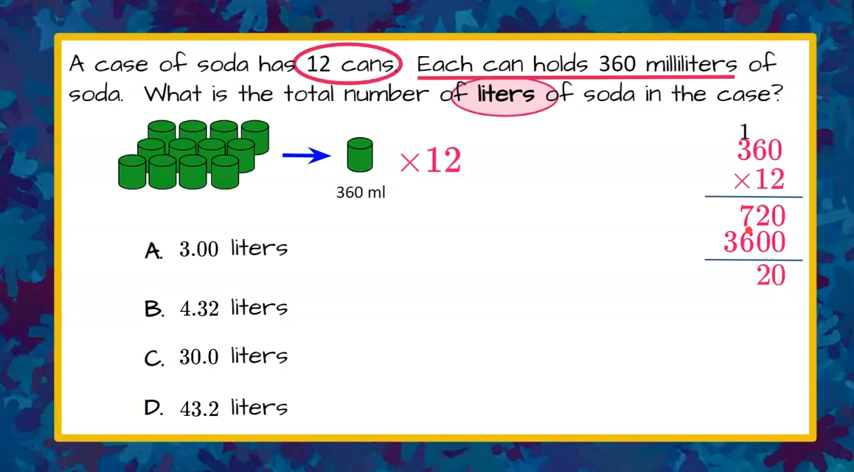 A case of soda has 12 cans. Each can holds 360 milliliters of
soda. What is the total number of liters of soda in the case?
×12
360 ml
1
360
×12
720
3600
20
A. 3.00 liters
B. 4.32 liters
C. 30.0 liters
D. 43.2 liters